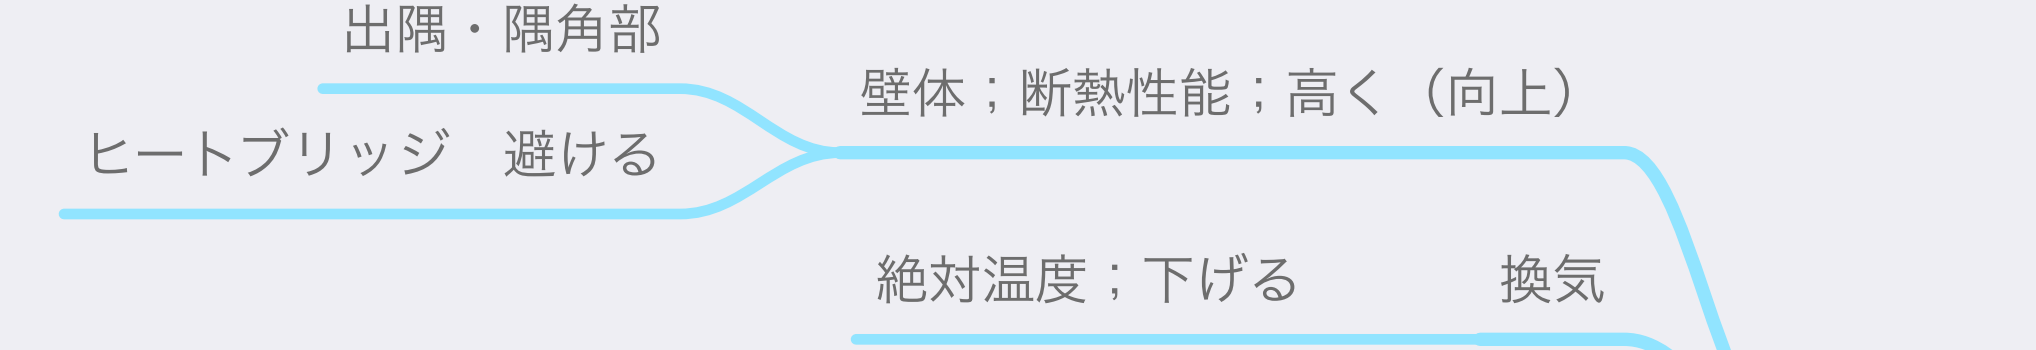 出隅・隅角部
壁体；断熱性能；高く（向上）
ヒートブリッジ　避ける
絶対温度；下げる
換気